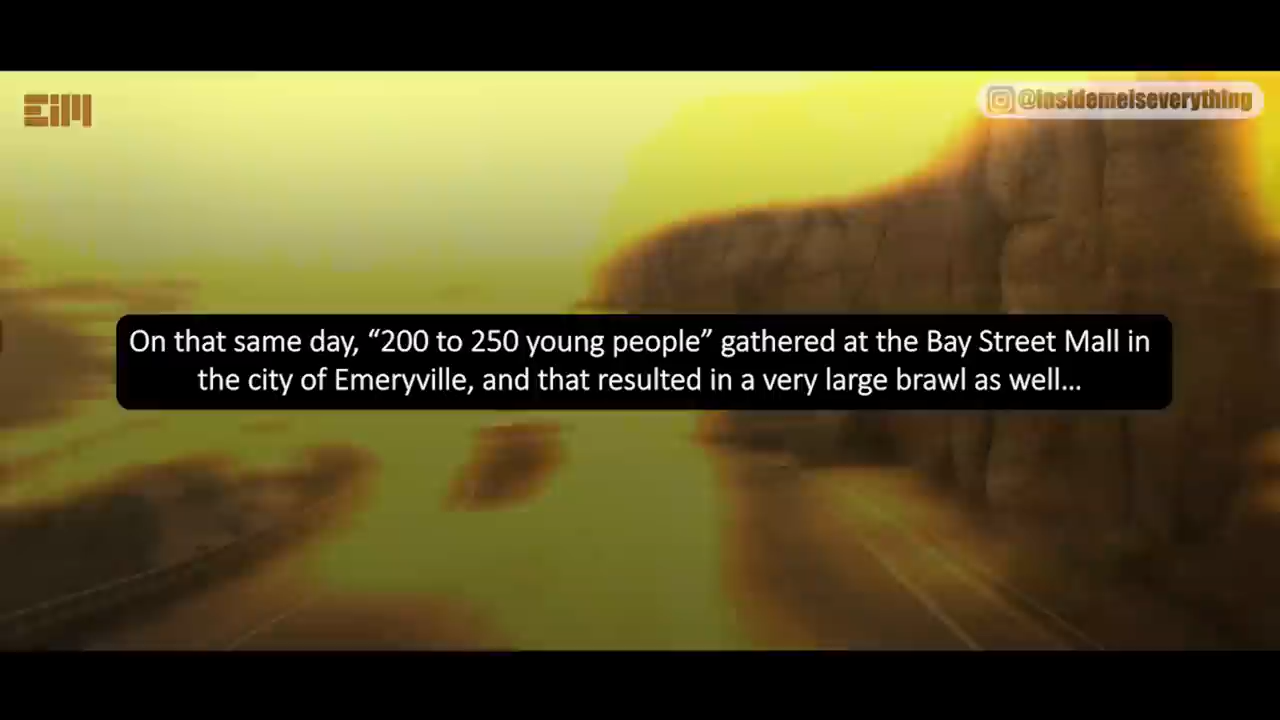 EiM
@insidemeiseverything
On that same day, “200 to 250 young people” gathered at the Bay Street Mall in
the city of Emeryville, and that resulted in a very large brawl as well...